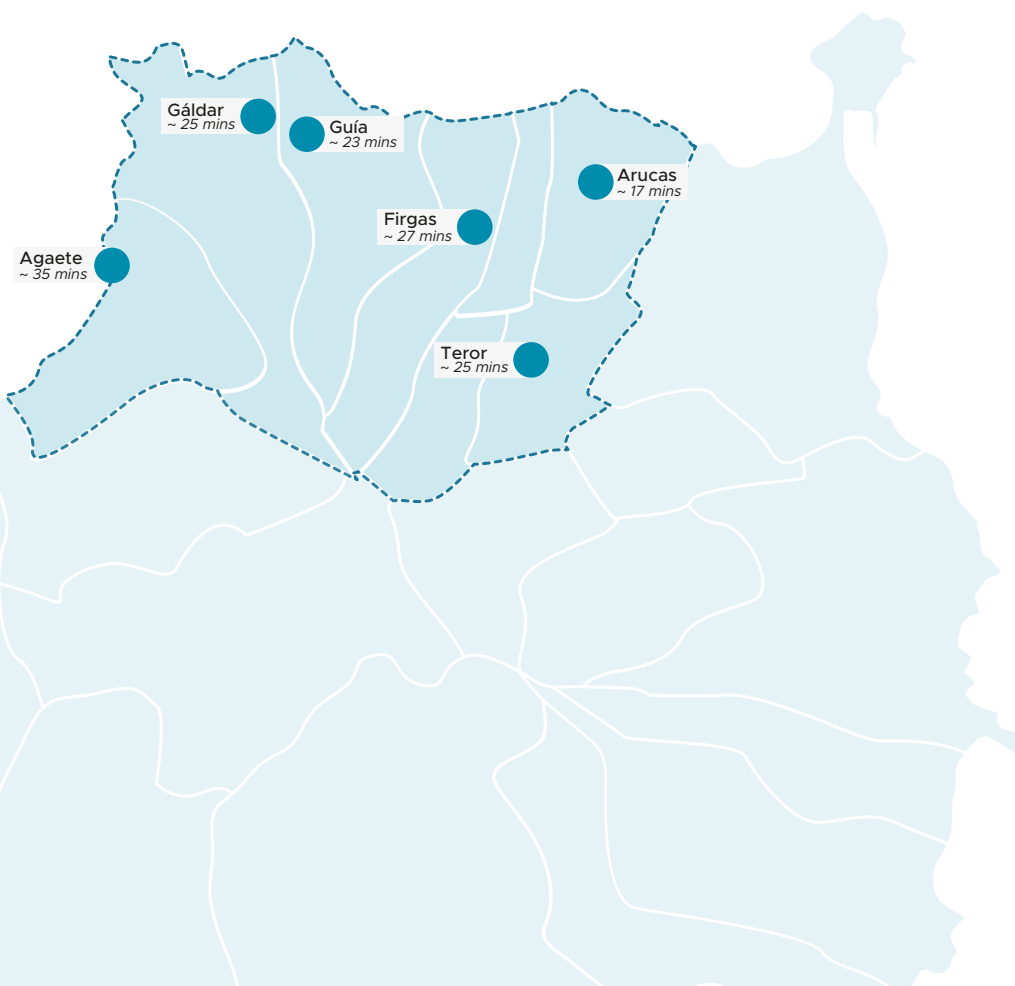 Gáldar
~ 25 mins
Guía
~ 23 mins
Arucas
~ 17 mins
Firgas
~ 27 mins
Agaete
~ 35 mins
Teror
~ 25 mins